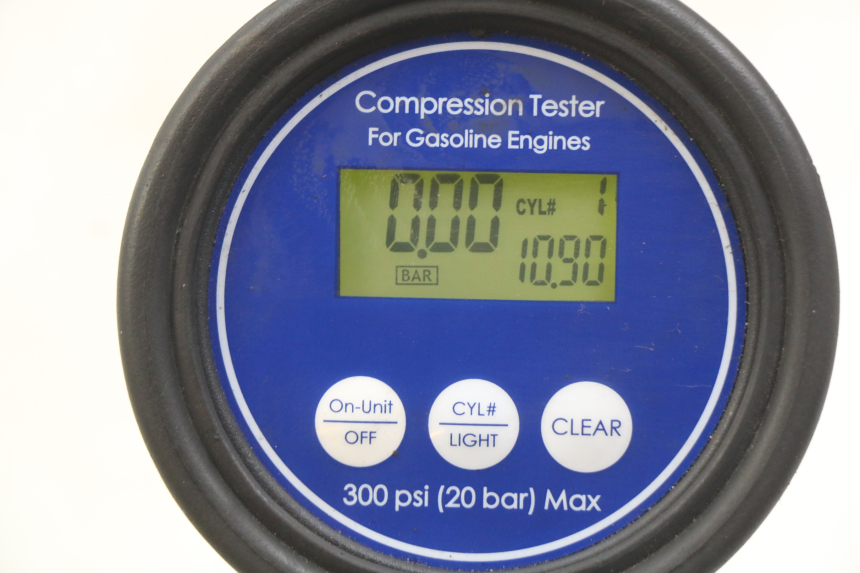 Compression Tester
For Gasoline Engines
0.00 CYL# 1
BAR 10.90
On-Unit
OFF
CYL#
LIGHT
CLEAR
300 psi (20 bar) Max